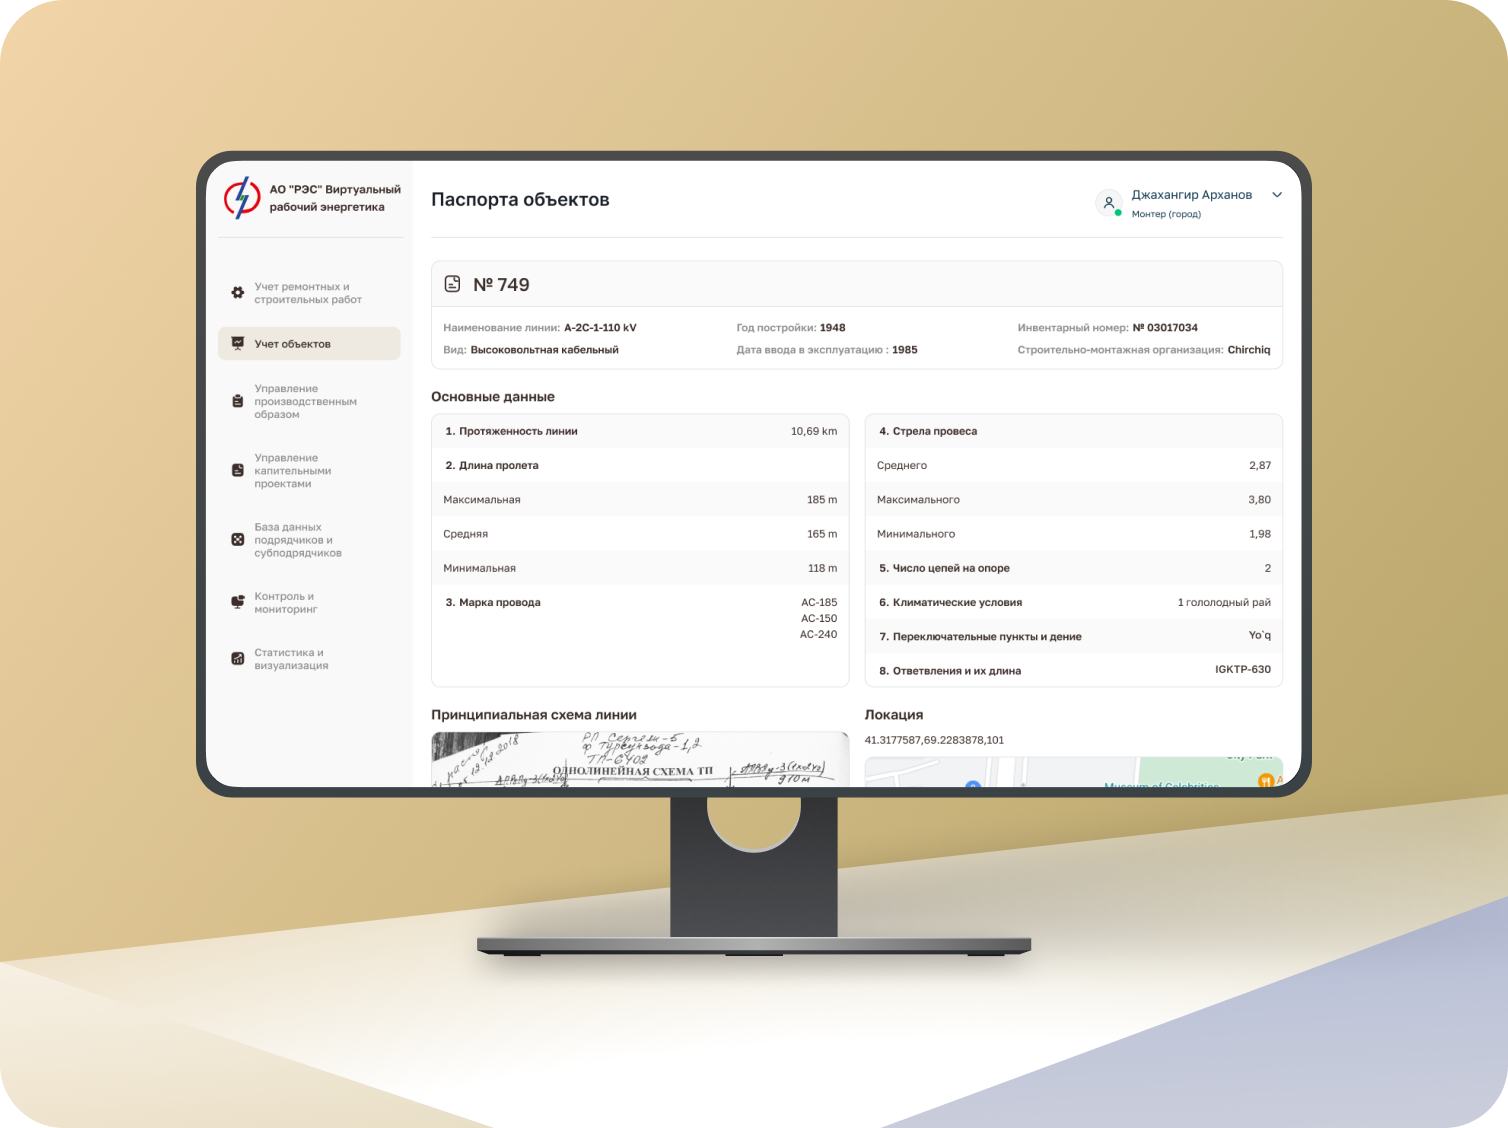 АО "РЭС" Виртуальный
рабочий энергетика
Паспорта объектов
Джахангир Арханов
Монтер (город)
Учет ремонтных и
строительных работ
Учет объектов
Управление
производственным
образом
Управление
капительными
проектами
База данных
подрядчиков и
субподрядчиков
Контроль и
мониторинг
Статистика и
визуализация
№ 749
Наименование линии: А-2С-1-110 kV
Год постройки: 1948
Инвентарный номер: № 03017034
Вид: Высоковольтная кабельный
Дата ввода в эксплуатацию : 1985
Строительно-монтажная организация: Chirchiq
Основные данные
1. Протяженность линии 10,69 km
2. Длина пролета
Максимальная 185 m
Средняя 165 m
Минимальная 118 m
3. Марка провода АС-185
АС-150
АС-240
4. Стрела провеса
Среднего 2,87
Максимального 3,80
Минимального 1,98
5. Число цепей на опоре 2
6. Климатические условия 1 гололодный рай
7. Переключательные пункты и дение Yo`q
8. Ответвления и их длина IGKTP-630
Принципиальная схема линии
РП Сергели-5
ф Турсунзода-1,2
ТП-6402
ОДНОЛИНЕЙНАЯ СХЕМА ТП
910м
12.12.2018
Локация
41.3177587,69.2283878,101
Museum of Celebrities